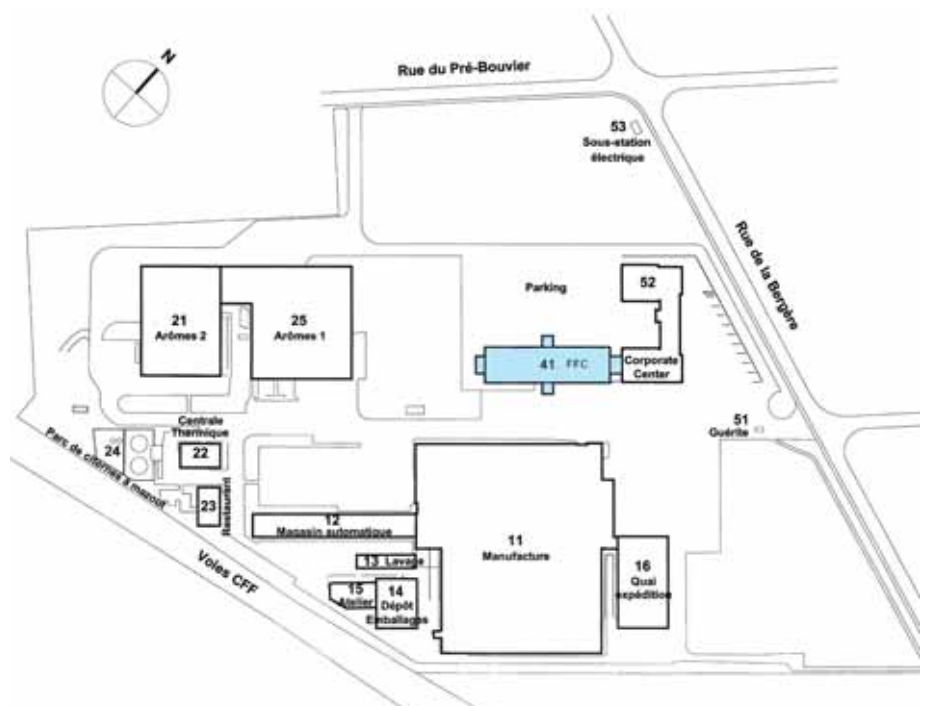 N
Rue du Pré-Bouvier
53
Sous-station
électrique
Rue de la Bergère
52
Parking
21
Arômes 2
25
Arômes 1
41 FFC
Corporate
Center
51
Guérite
Centrale
Thermique
24
22
Parc de citernes à mazout
23
Restaurant
12
Magasin automatique
11
Manufacture
13 Lavage
16
Quai
expédition
15
Atelier
14
Dépôt
Emballages
Voies CFF